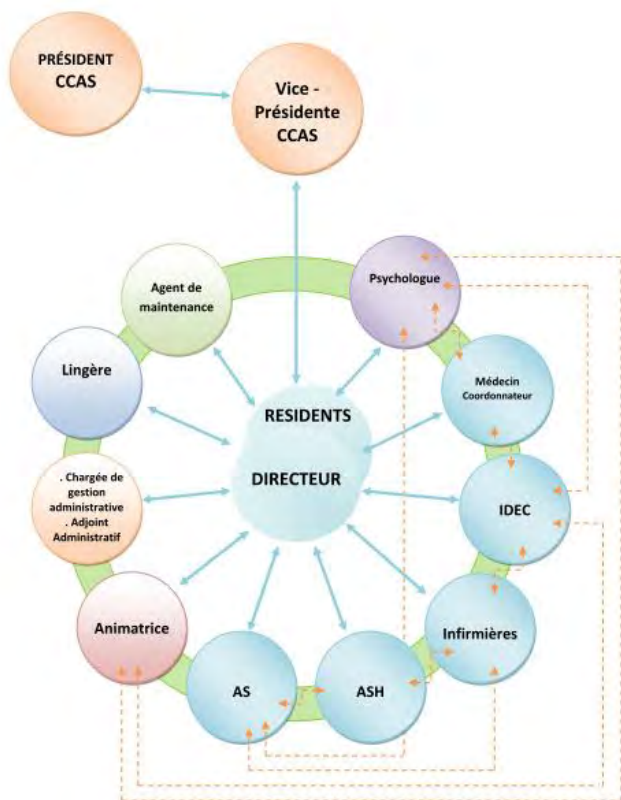 PRÉSIDENT
CCAS
Vice -
Présidente
CCAS
Agent de
maintenance
Psychologue
Lingère
Médecin
Coordonnateur
RESIDENTS
DIRECTEUR
. Chargée de
gestion
administrative
. Adjoint
Administratif
IDEC
Animatrice
Infirmières
AS
ASH